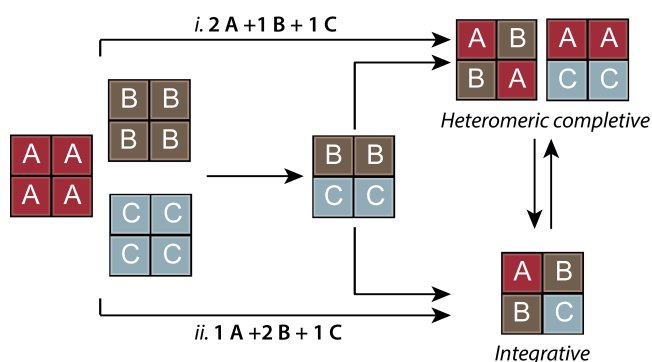 i. 2 A +1 B + 1 C
A B A A
B A C C
Heteromeric completive
B B
B B
A A
A A
C C
C C
B B
C C
A B
B C
ii. 1 A +2 B + 1 C
Integrative